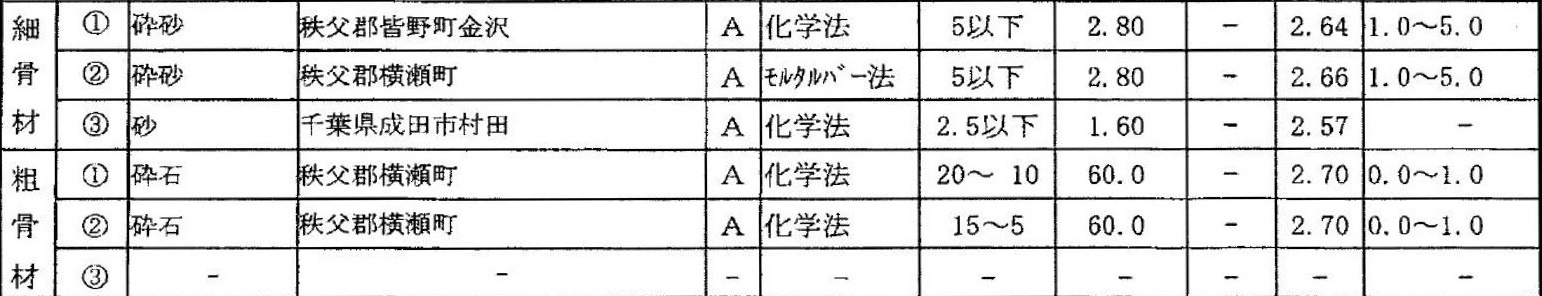 細骨材 ① 砕砂 秩父郡皆野町金沢 A 化学法 5以下 2.80 − 2.64 1.0～5.0
② 砕砂 秩父郡横瀬町 A ﾓﾙﾀﾙﾊﾞｰ法 5以下 2.80 − 2.66 1.0～5.0
③ 砂 千葉県成田市村田 A 化学法 2.5以下 1.60 − 2.57 −
粗骨材 ① 砕石 秩父郡横瀬町 A 化学法 20～ 10 60.0 − 2.70 0.0～1.0
② 砕石 秩父郡横瀬町 A 化学法 15～5 60.0 − 2.70 0.0～1.0
③ − − − − − − − − −